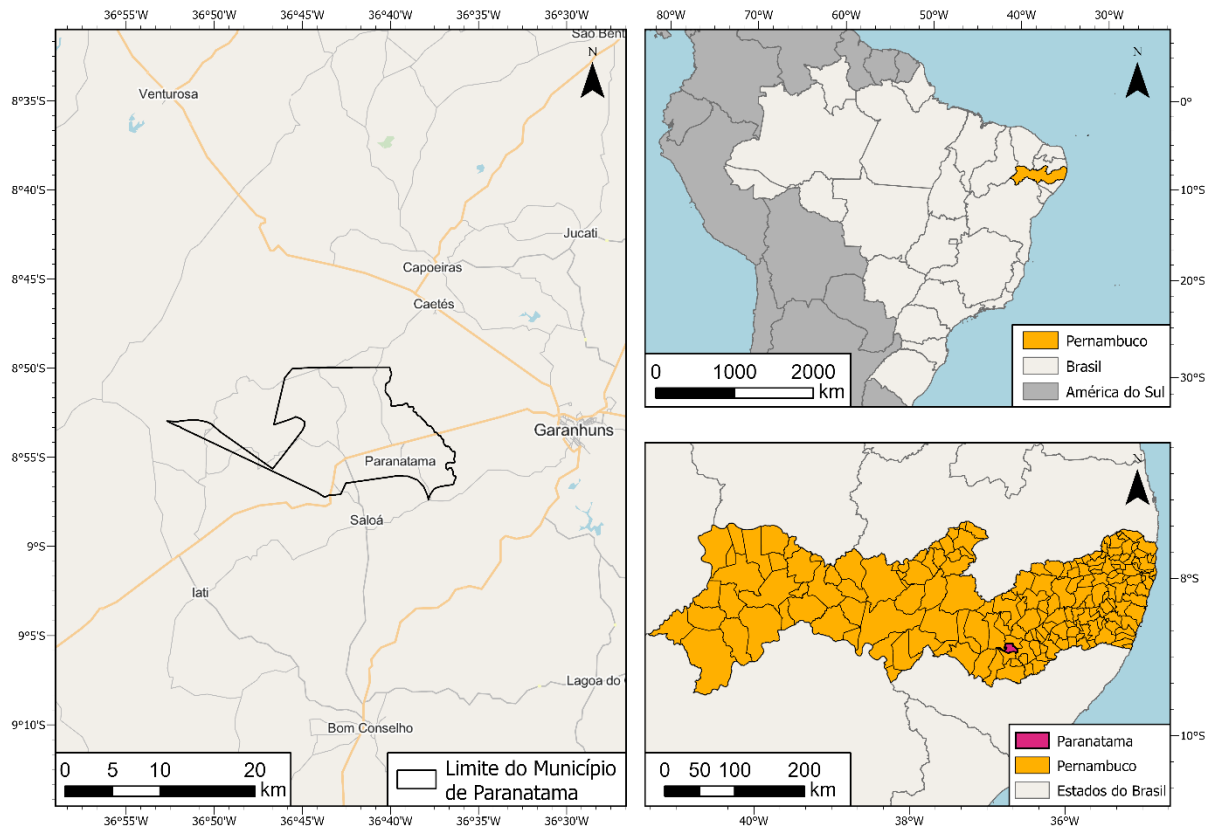 36°55'W 36°50'W 36°45'W 36°40'W 36°35'W 36°30'W
São Bent
N
8°35'S
Venturosa
8°40'S
Jucati
8°45'S
Capoeiras
Caetés
8°50'S
Garanhuns
8°55'S
Paranatama
Saloá
9°S
Iati
9°5'S
Lagoa do
9°10'S
Bom Conselho
0 5 10 20
km
Limite do Município
de Paranatama
36°55'W 36°50'W 36°45'W 36°40'W 36°35'W 36°30'W
80°W 70°W 60°W 50°W 40°W 30°W
N
0°
10°S
20°S
30°S
0 1000 2000
km
Pernambuco
Brasil
América do Sul
N
8°S
10°S
0 50 100 200
km
Paranatama
Pernambuco
Estados do Brasil
40°W 38°W 36°W